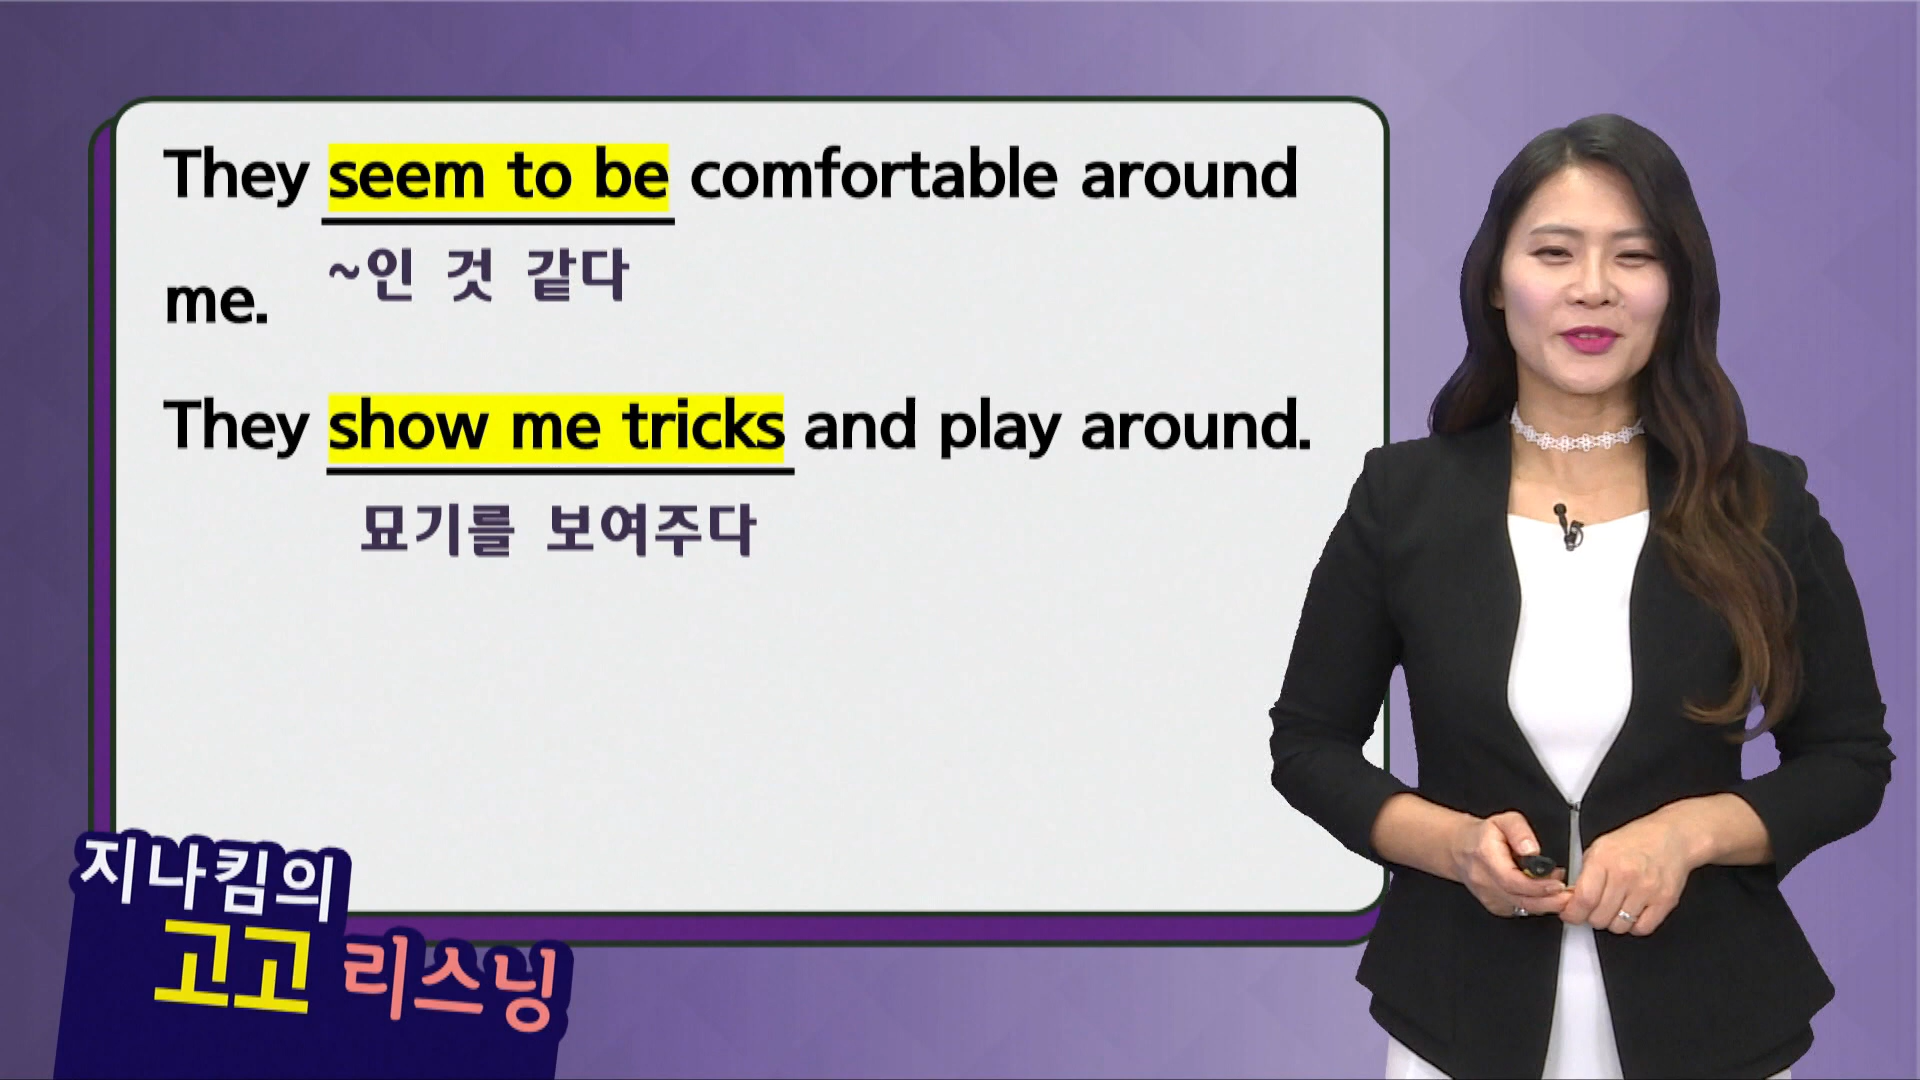 They seem to be comfortable around
~인 것 같다
me.
They show me tricks and play around.
묘기를 보여주다
지나킴의
고고 리스닝